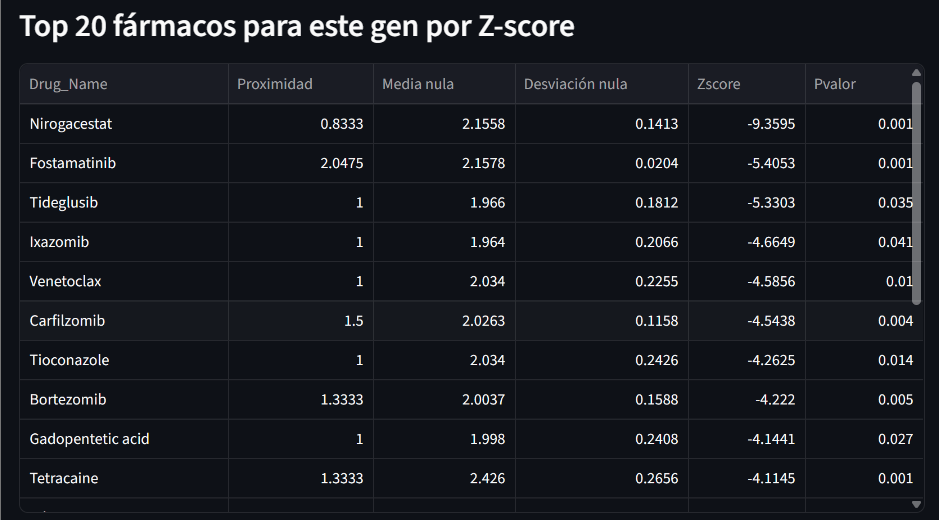 Top 20 fármacos para este gen por Z-score
Drug_Name Proximidad Media nula Desviación nula Zscore Pvalor
Nirogacestat 0.8333 2.1558 0.1413 -9.3595 0.001
Fostamatinib 2.0475 2.1578 0.0204 -5.4053 0.001
Tideglusib 1 1.966 0.1812 -5.3303 0.035
Ixazomib 1 1.964 0.2066 -4.6649 0.041
Venetoclax 1 2.034 0.2255 -4.5856 0.01
Carfilzomib 1.5 2.0263 0.1158 -4.5438 0.004
Tioconazole 1 2.034 0.2426 -4.2625 0.014
Bortezomib 1.3333 2.0037 0.1588 -4.222 0.005
Gadopentetic acid 1 1.998 0.2408 -4.1441 0.027
Tetracaine 1.3333 2.426 0.2656 -4.1145 0.001